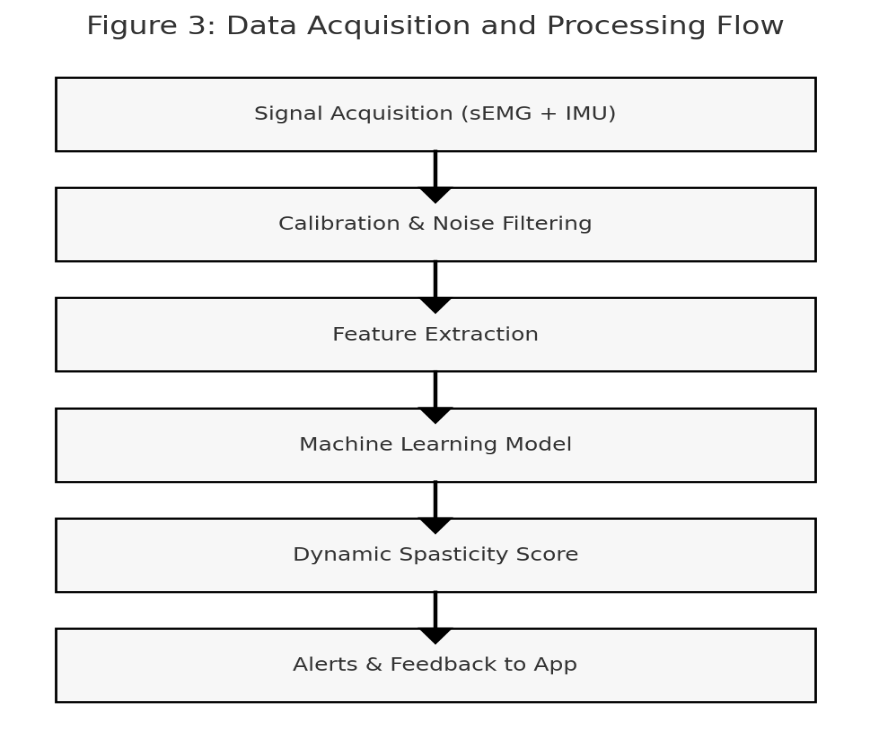 Figure 3: Data Acquisition and Processing Flow
Signal Acquisition (sEMG + IMU)
Calibration & Noise Filtering
Feature Extraction
Machine Learning Model
Dynamic Spasticity Score
Alerts & Feedback to App